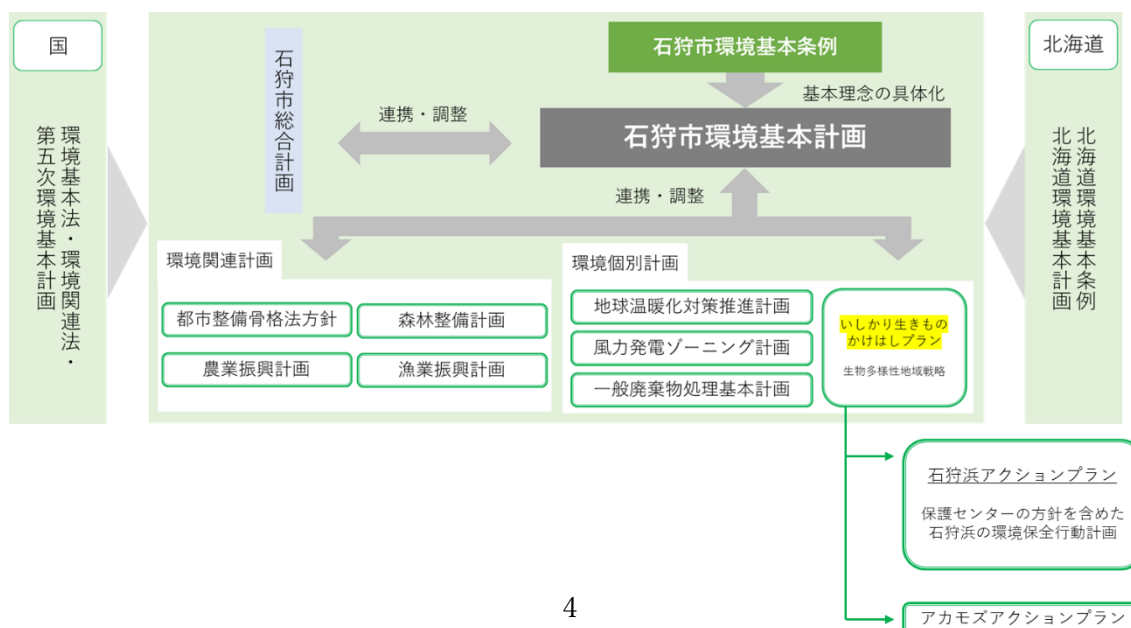 国
環境基本法・環境関連法・
第五次環境基本計画
石狩市総合計画
石狩市環境基本条例
基本理念の具体化
連携・調整
石狩市環境基本計画
連携・調整
環境関連計画
都市整備骨格法方針
森林整備計画
農業振興計画
漁業振興計画
環境個別計画
地球温暖化対策推進計画
風力発電ゾーニング計画
一般廃棄物処理基本計画
いしかり生きもの
かけはしプラン
生物多様性地域戦略
北海道
北海道環境基本条例
北海道環境基本計画
石狩浜アクションプラン
保護センターの方針を含めた
石狩浜の環境保全行動計画
アカモズアクションプラン
4